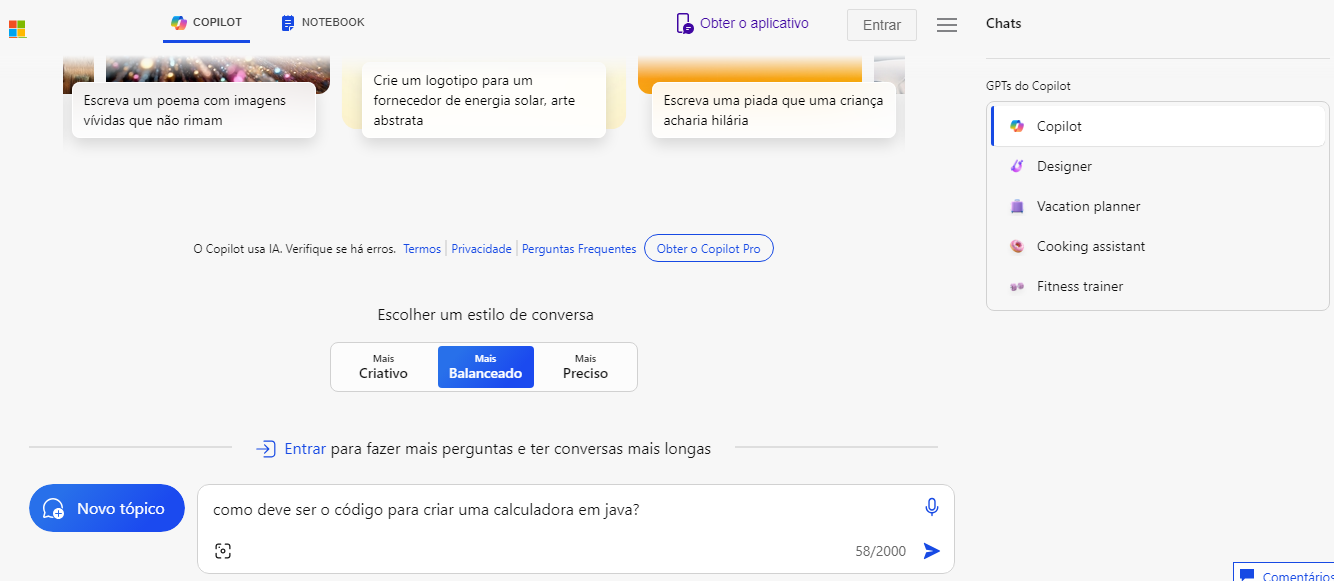 COPILOT
NOTEBOOK
Obter o aplicativo
Entrar
Chats
Escreva um poema com imagens
vívidas que não rimam
Crie um logotipo para um
fornecedor de energia solar, arte
abstrata
Escreva uma piada que uma criança
acharia hilária
GPTs do Copilot
Copilot
Designer
Vacation planner
Cooking assistant
Fitness trainer
O Copilot usa IA. Verifique se há erros. Termos Privacidade Perguntas Frequentes Obter o Copilot Pro
Escolher um estilo de conversa
Mais
Criativo
Mais
Balanceado
Mais
Preciso
Entrar para fazer mais perguntas e ter conversas mais longas
Novo tópico
como deve ser o código para criar uma calculadora em java?
58/2000
Comentários